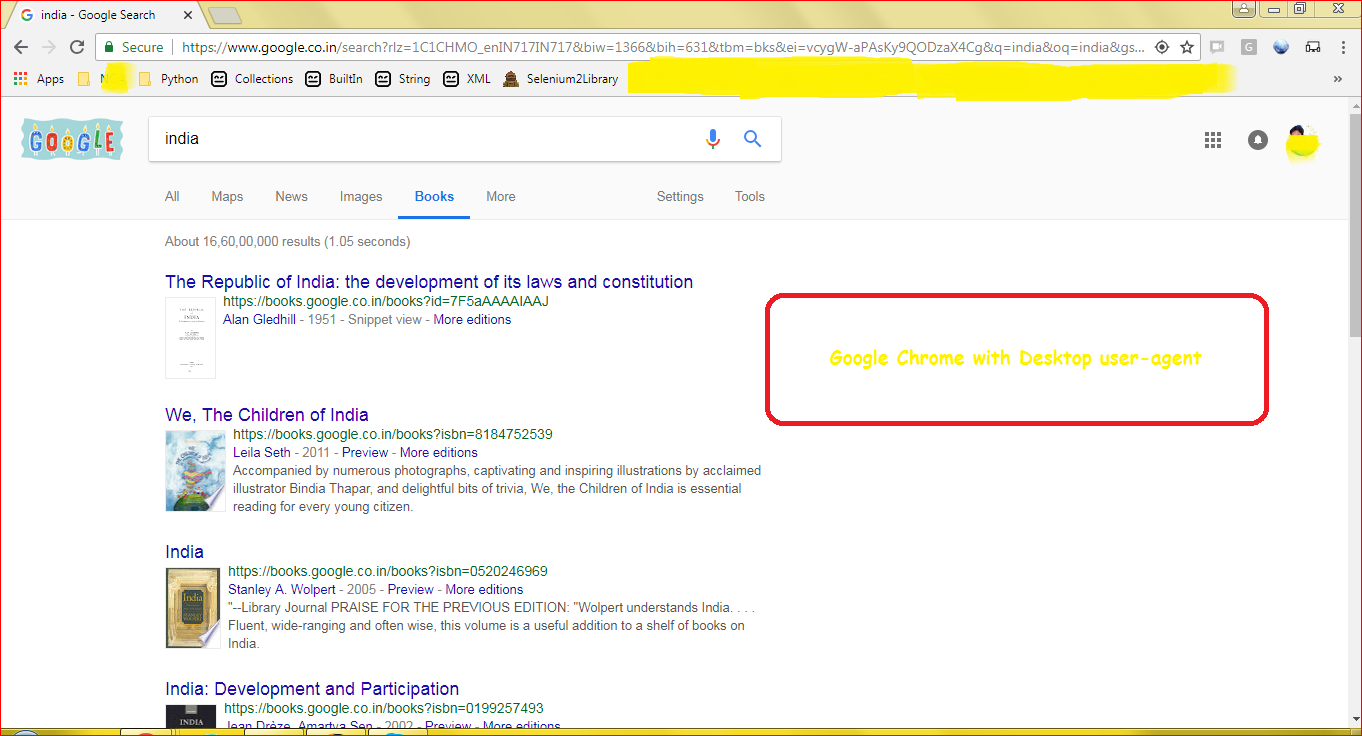 india - Google Search
Secure https://www.google.co.in/search?rlz=1C1CHMO_enIN717IN717&biw=1366&bih=631&tbm=bks&ei=vcygW-aPAsKy9QODzaX4Cg&q=india&oq=india&gs...
Apps Python Collections BuiltIn String XML Selenium2Library »
GOOGLE
india
All Maps News Images Books More Settings Tools
About 16,60,00,000 results (1.05 seconds)
The Republic of India: the development of its laws and constitution
https://books.google.co.in/books?id=7F5aAAAAIAAJ
Alan Gledhill - 1951 - Snippet view - More editions
Google Chrome with Desktop user-agent
We, The Children of India
https://books.google.co.in/books?isbn=8184752539
Leila Seth - 2011 - Preview - More editions
Accompanied by numerous photographs, captivating and inspiring illustrations by acclaimed
illustrator Bindia Thapar, and delightful bits of trivia, We, the Children of India is essential
reading for every young citizen.
India
https://books.google.co.in/books?isbn=0520246969
Stanley A. Wolpert - 2005 - Preview - More editions
"--Library Journal PRAISE FOR THE PREVIOUS EDITION: "Wolpert understands India. . . .
Fluent, wide-ranging and often wise, this volume is a useful addition to a shelf of books on
India.
India: Development and Participation
https://books.google.co.in/books?isbn=0199257493
INDIA
Jean Drèze, Amartya Sen - 2002 - Preview - More editions